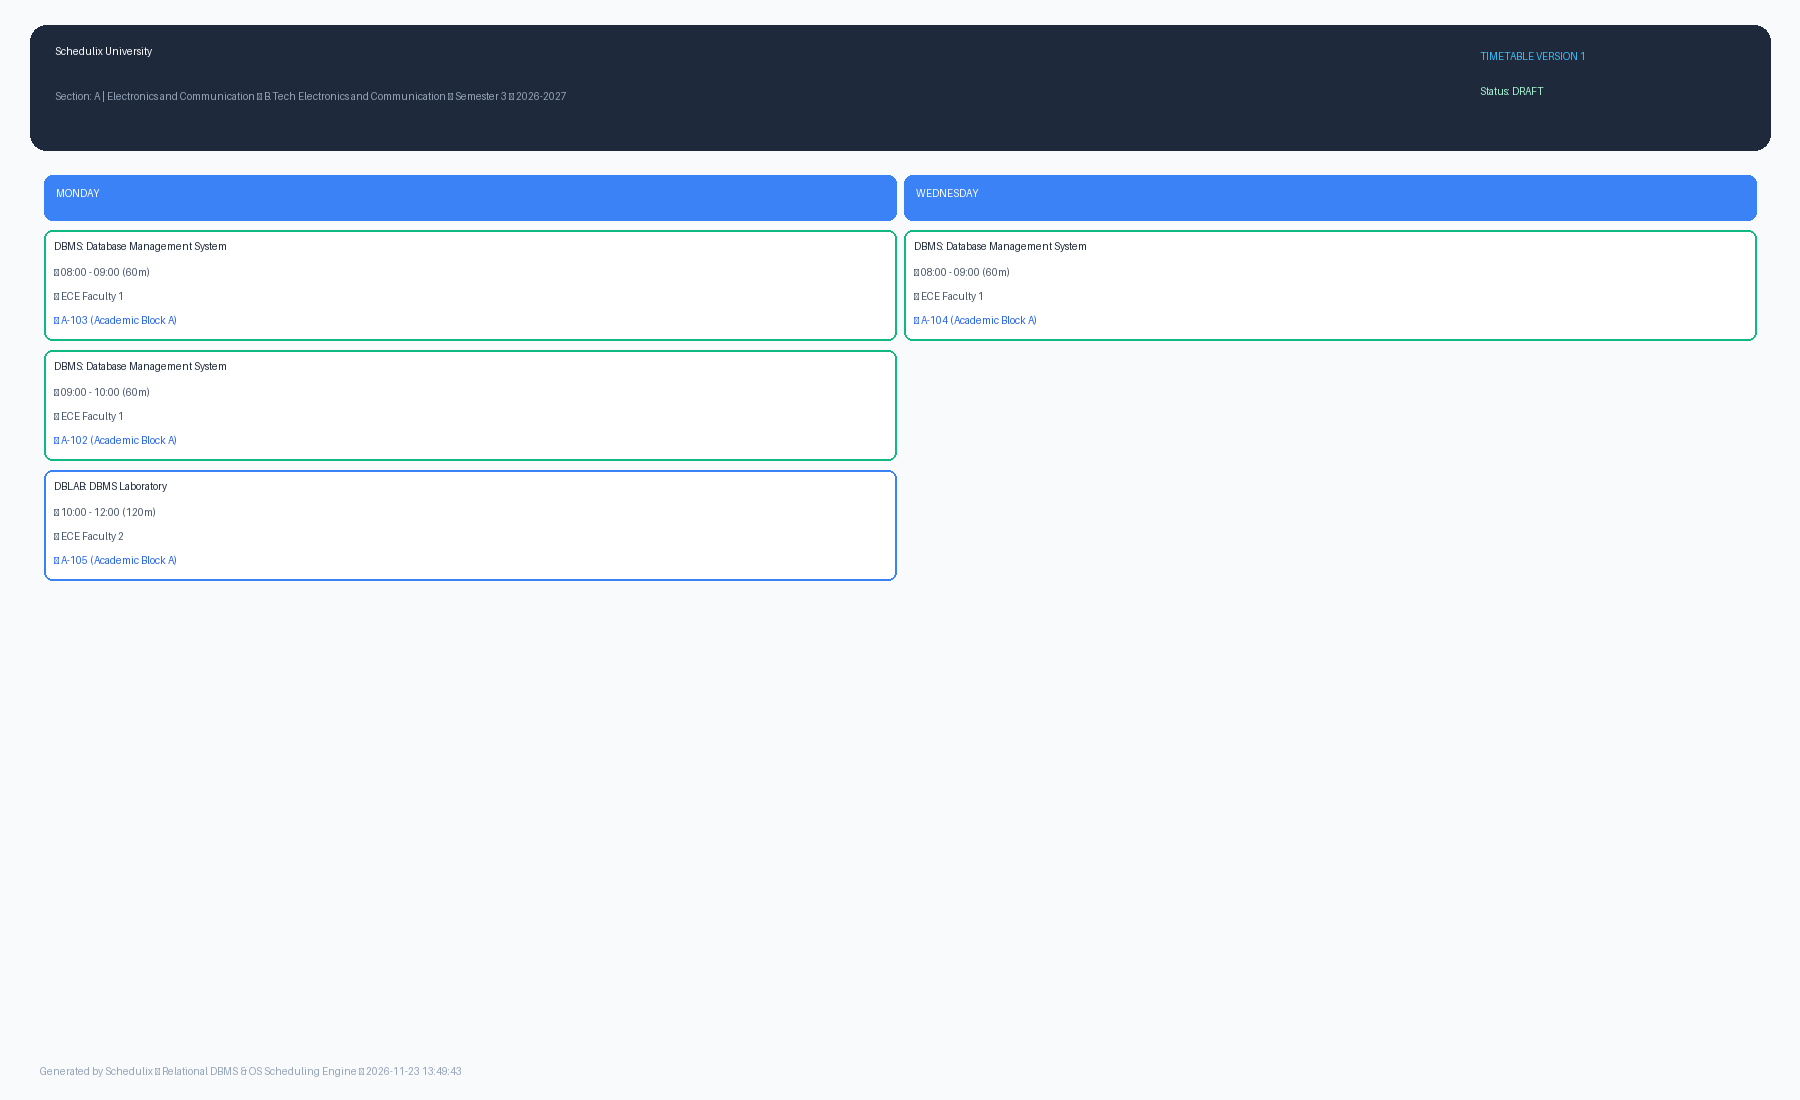 Schedulix University
Section: A | Electronics and Communication ▯ B.Tech Electronics and Communication ▯ Semester 3 ▯ 2026-2027
TIMETABLE VERSION 1
Status: DRAFT
MONDAY
DBMS: Database Management System
▯ 08:00 - 09:00 (60m)
▯ ECE Faculty 1
▯ A-103 (Academic Block A)
DBMS: Database Management System
▯ 09:00 - 10:00 (60m)
▯ ECE Faculty 1
▯ A-102 (Academic Block A)
DBLAB: DBMS Laboratory
▯ 10:00 - 12:00 (120m)
▯ ECE Faculty 2
▯ A-105 (Academic Block A)
WEDNESDAY
DBMS: Database Management System
▯ 08:00 - 09:00 (60m)
▯ ECE Faculty 1
▯ A-104 (Academic Block A)
Generated by Schedulix ▯ Relational DBMS & OS Scheduling Engine ▯ 2026-11-23 13:49:43